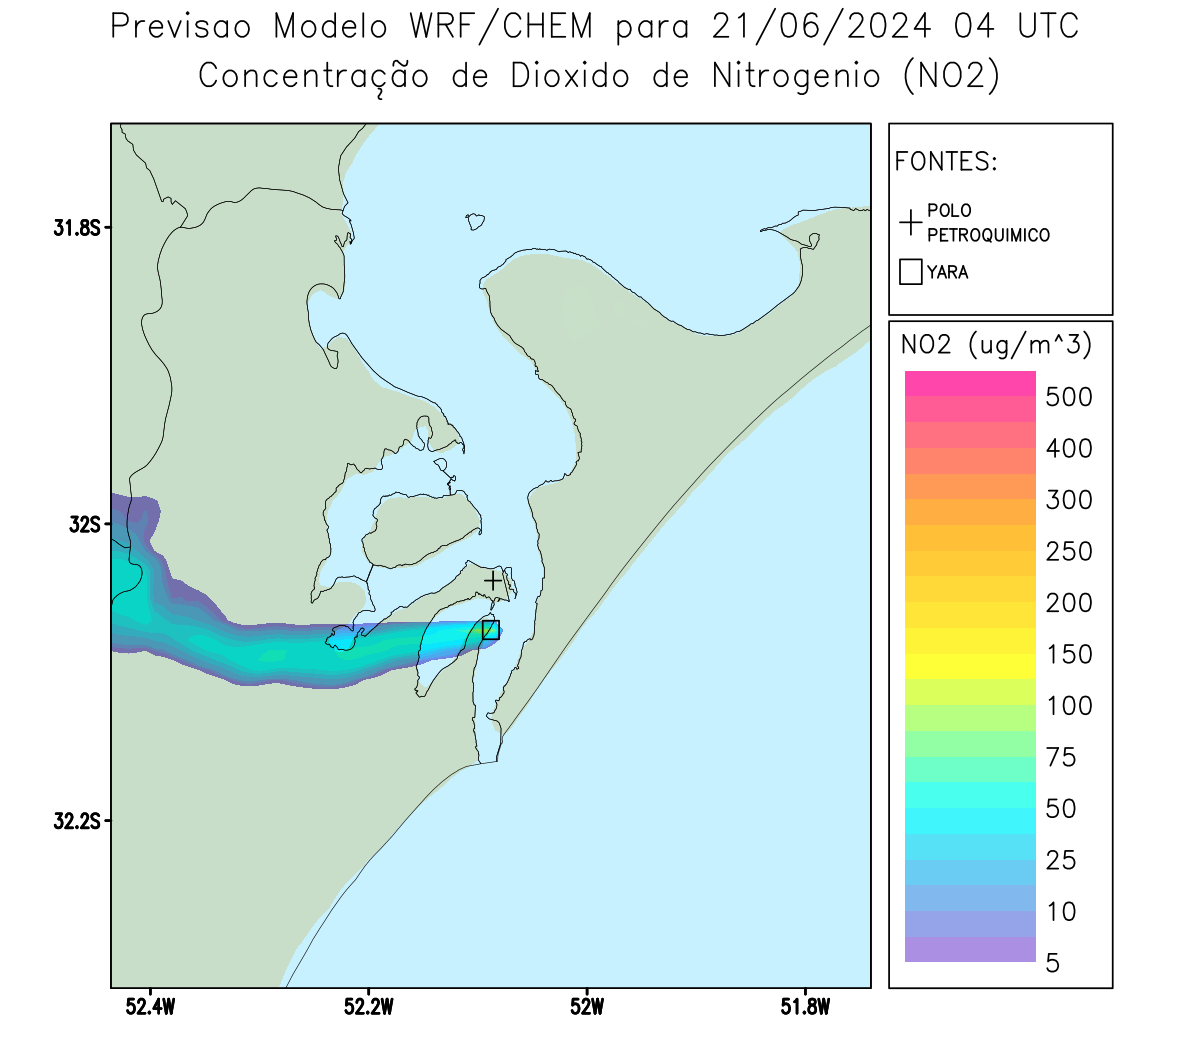 Previsao Modelo WRF/CHEM para 21/06/2024 04 UTC
Concentração de Dioxido de Nitrogenio (NO2)
FONTES:
POLO
PETROQUIMICO
YARA
NO2 (ug/m^3)
500
400
300
250
200
150
100
75
50
25
10
5
31.8S
32S
32.2S
52.4W
52.2W
52W
51.8W